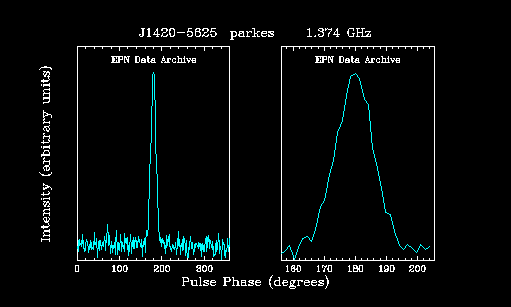 J1420-5625 parkes 1.374 GHz
EPN Data Archive EPN Data Archive
Intensity (arbitrary units)
0 100 200 300 160 170 180 190 200
Pulse Phase (degrees)